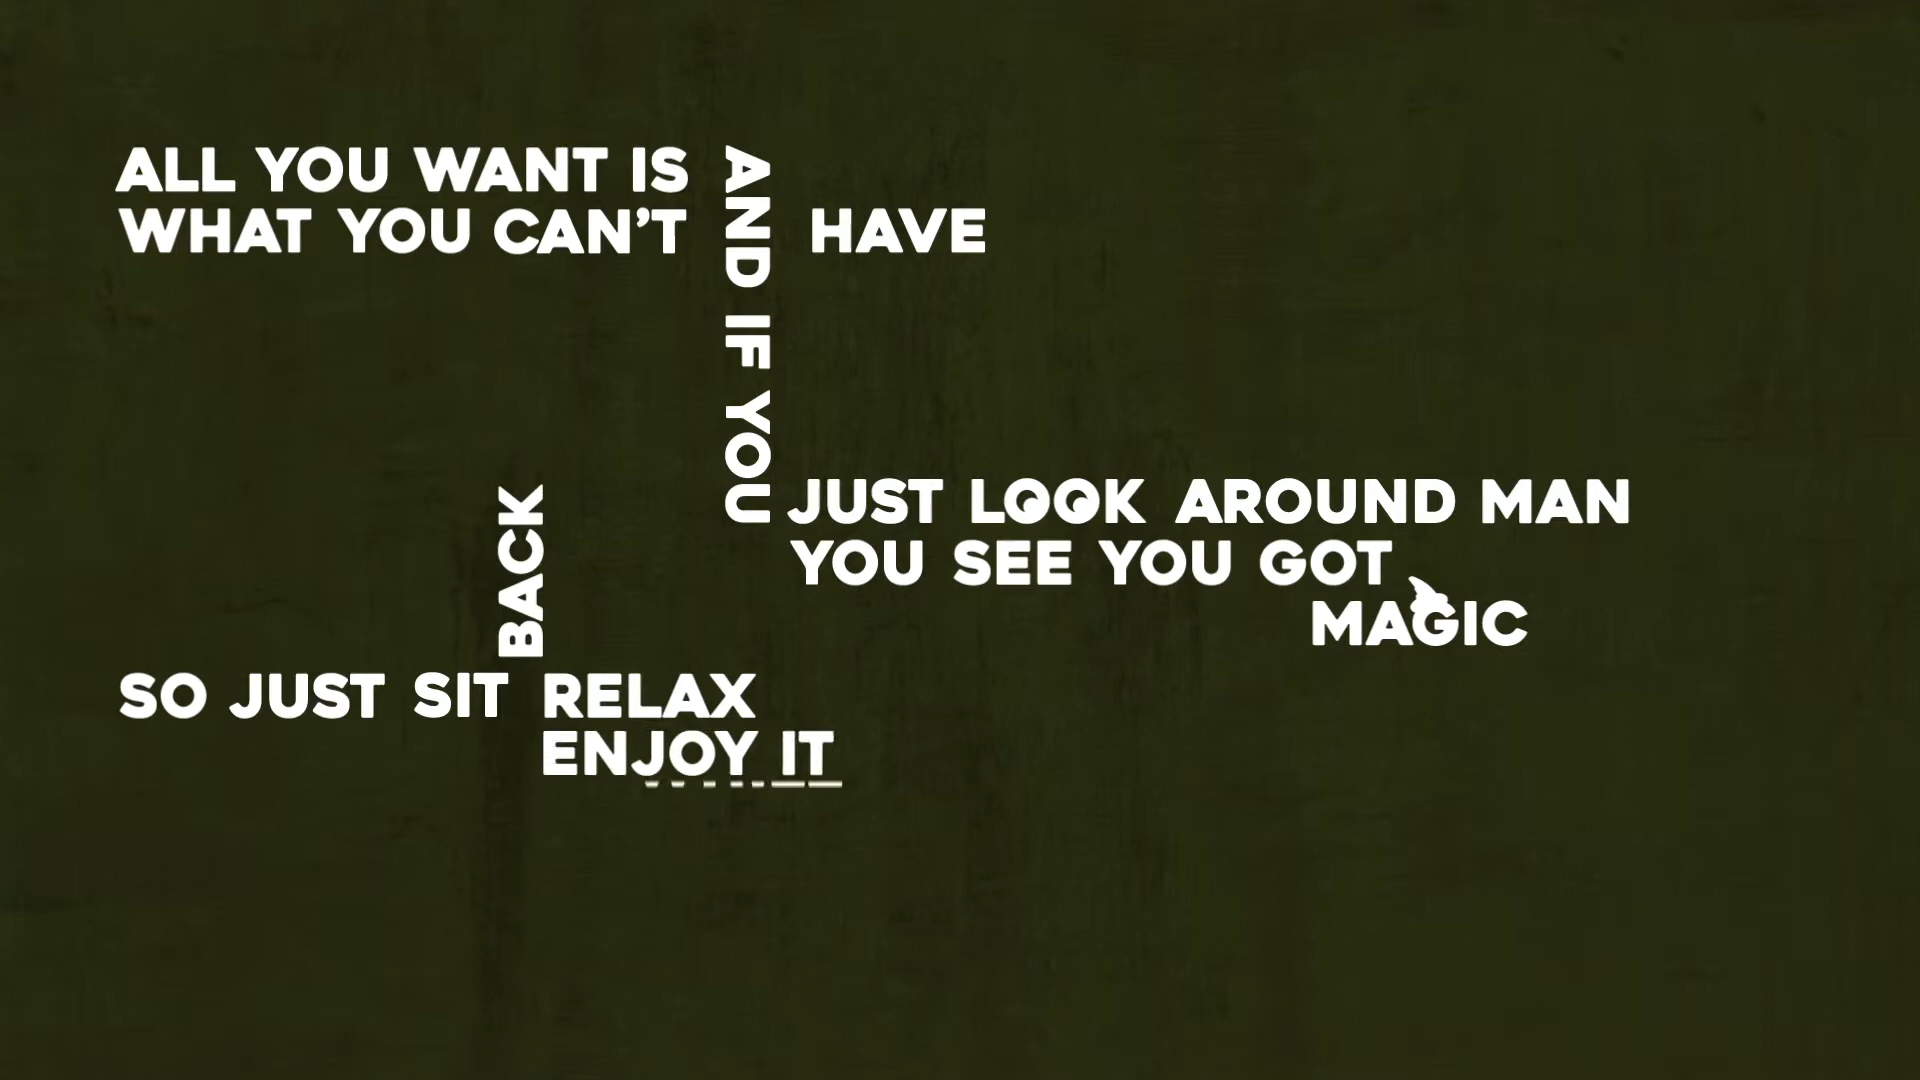 ALL YOU WANT IS
WHAT YOU CAN'T
HAVE
AND IF YOU
JUST LOOK AROUND MAN
YOU SEE YOU GOT
MAGIC
SO JUST SIT
BACK
RELAX
ENJOY IT